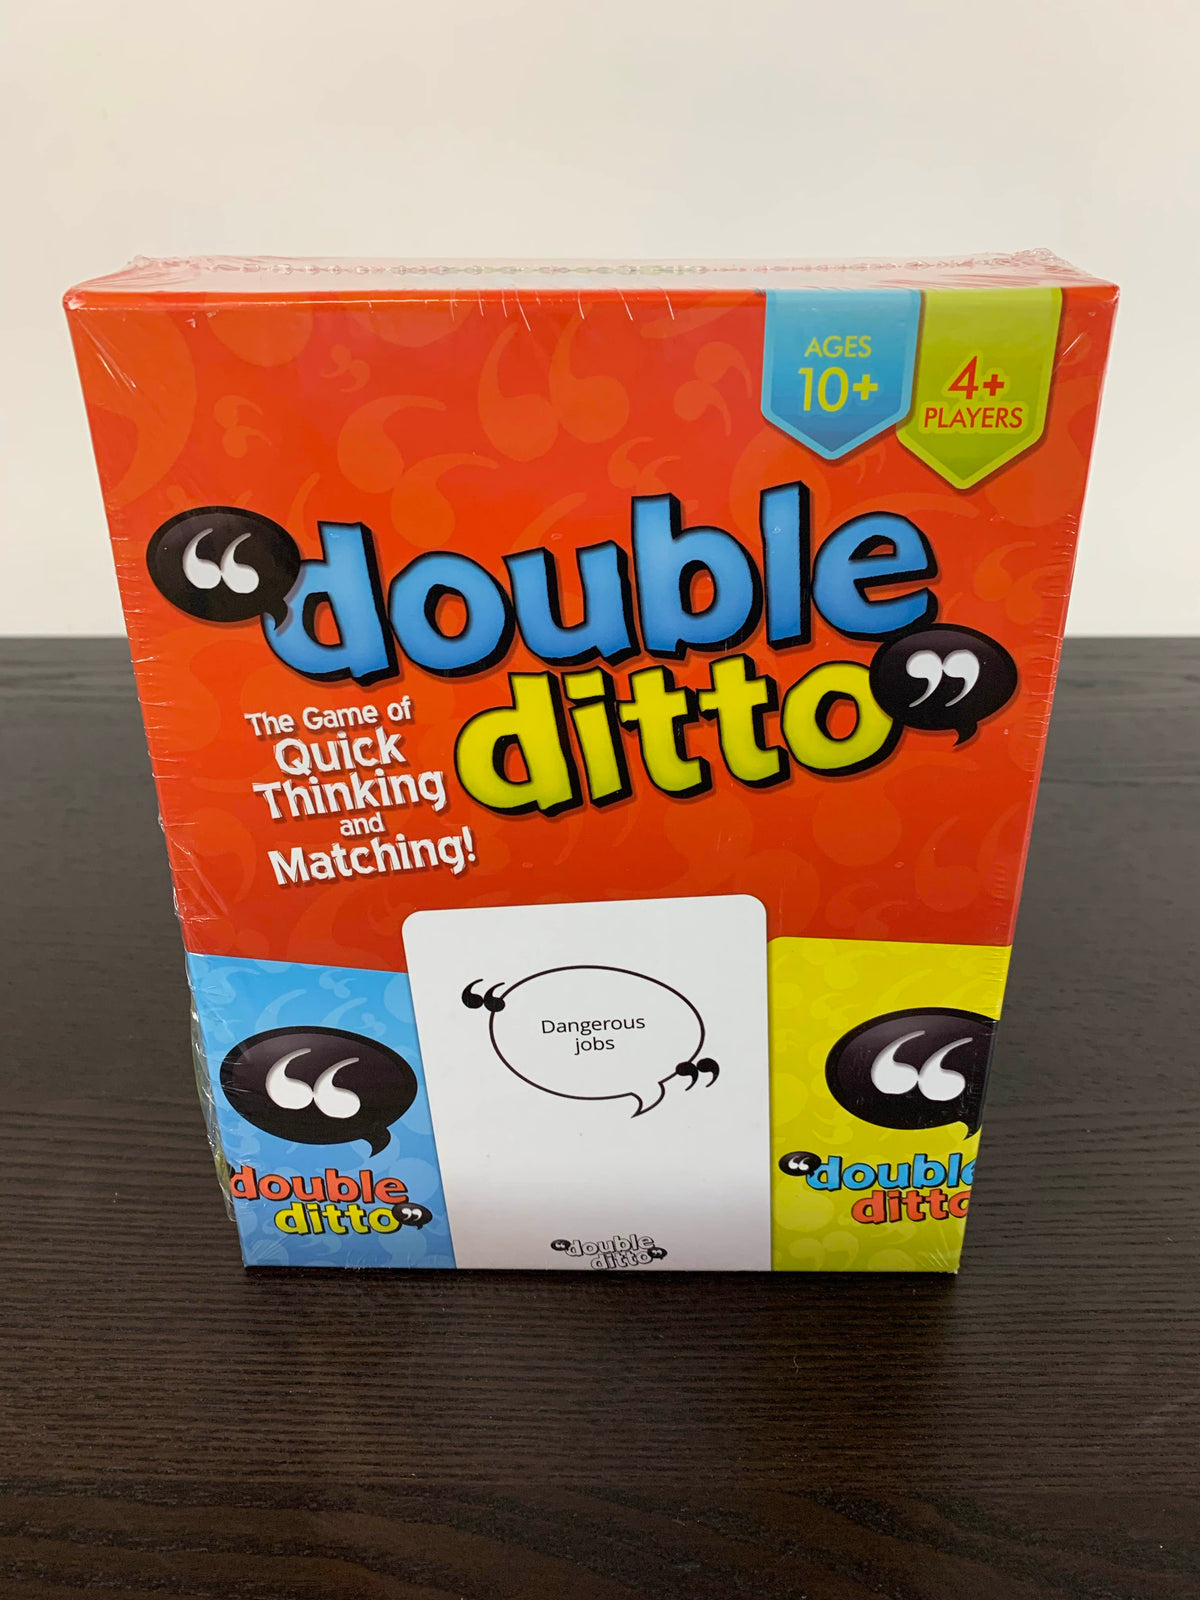 AGES
10+
4+
PLAYERS
“double
ditto”
The Game of
Quick
Thinking
and
Matching!
“
double
ditto”
“Dangerous
jobs”
“double
ditto”
“
“double
ditto